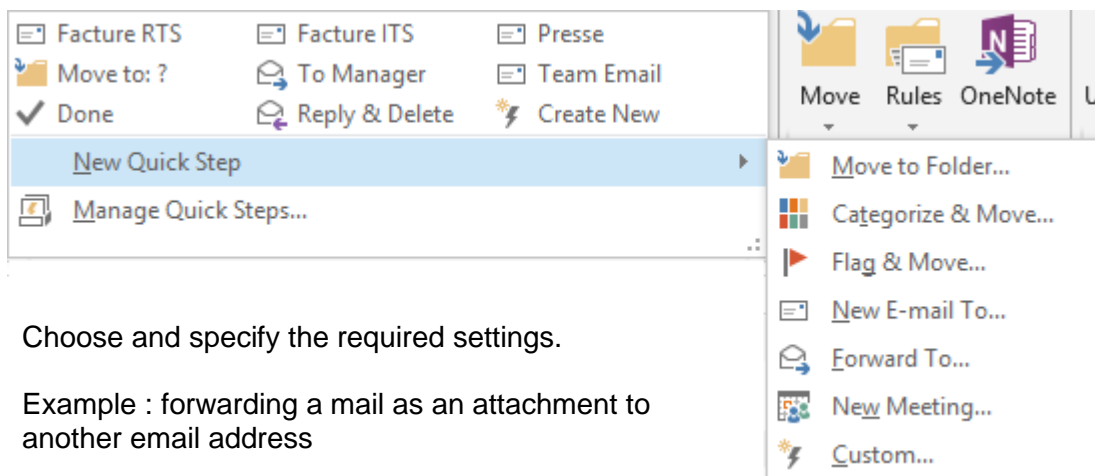 Facture RTS Facture ITS Presse
Move to: ? To Manager Team Email
Done Reply & Delete Create New
New Quick Step
Manage Quick Steps...
Move Rules OneNote
Move to Folder...
Categorize & Move...
Flag & Move...
New E-mail To...
Forward To...
New Meeting...
Custom...
Choose and specify the required settings.
Example : forwarding a mail as an attachment to
another email address